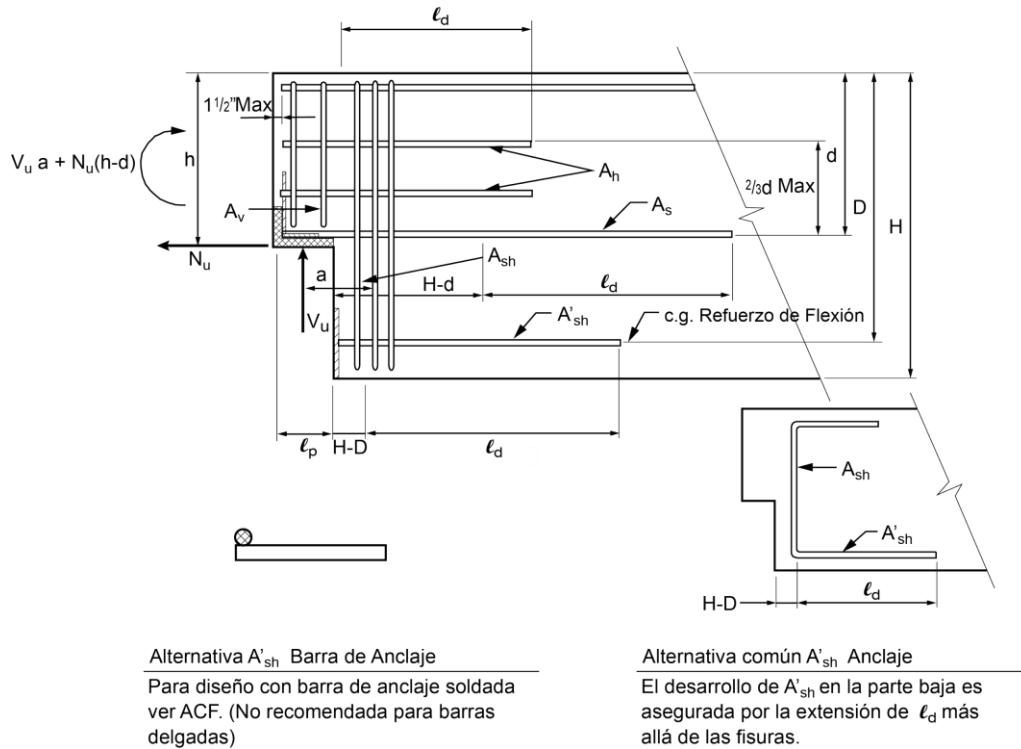 ℓd
1 1/2"Max
h
Vu a + Nu(h-d)
Ah
d
2/3d Max
D
H
Av
As
Nu
a
Ash
H-d
ℓd
Vu
A'sh
c.g. Refuerzo de Flexión
ℓp
H-D
ℓd
Ash
A'sh
H-D
ℓd
Alternativa A'sh Barra de Anclaje
Para diseño con barra de anclaje soldada
ver ACF. (No recomendada para barras
delgadas)
Alternativa común A'sh Anclaje
El desarrollo de A'sh en la parte baja es
asegurada por la extensión de ℓd más
allá de las fisuras.